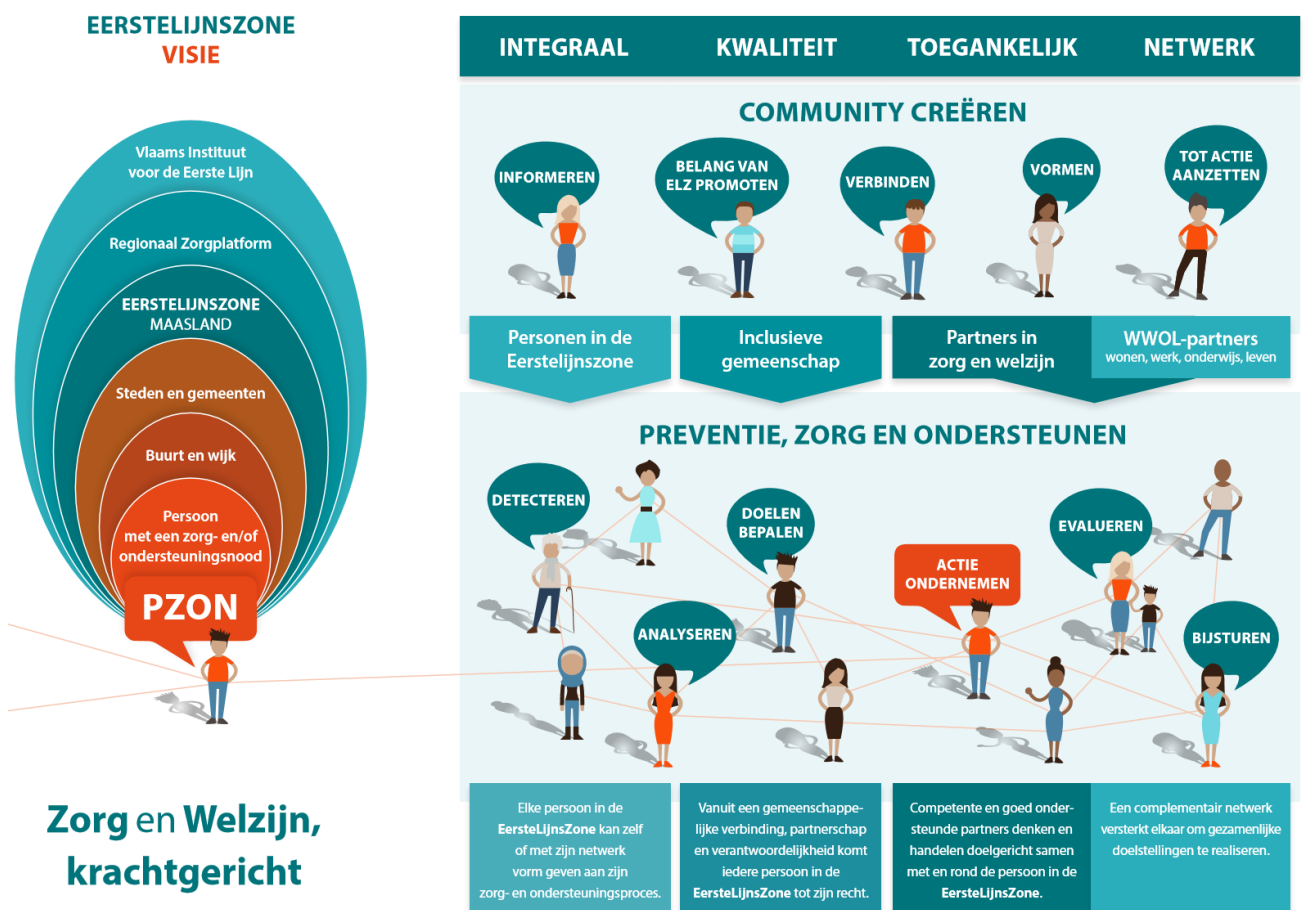 EERSTELIJNSZONE
VISIE
Vlaams Instituut
voor de Eerste Lijn
Regionaal Zorgplatform
EERSTELIJNSZONE
MAASLAND
Steden en gemeenten
Buurt en wijk
Persoon
met een zorg- en/of
ondersteuningsnood
PZON
Zorg en Welzijn,
krachtgericht
INTEGRAAL
KWALITEIT
TOEGANKELIJK
NETWERK
COMMUNITY CREËREN
INFORMEREN
BELANG VAN
ELZ PROMOTEN
VERBINDEN
VORMEN
TOT ACTIE
AANZETTEN
Personen in de
Eerstelijnszone
Inclusieve
gemeenschap
Partners in
zorg en welzijn
WWOL-partners
wonen, werk, onderwijs, leven
PREVENTIE, ZORG EN ONDERSTEUNEN
DETECTEREN
ANALYSEREN
DOELEN
BEPALEN
ACTIE
ONDERNEMEN
EVALUEREN
BIJSTUREN
Elke persoon in de
EersteLijnsZone kan zelf
of met zijn netwerk
vorm geven aan zijn
zorg- en ondersteuningsproces.
Vanuit een gemeenschappe-
lijke verbinding, partnerschap
en verantwoordelijkheid komt
iedere persoon in de
EersteLijnsZone tot zijn recht.
Competente en goed onder-
steunde partners denken en
handelen doelgericht samen
met en rond de persoon in de
EersteLijnsZone.
Een complementair netwerk
versterkt elkaar om gezamenlijke
doelstellingen te realiseren.